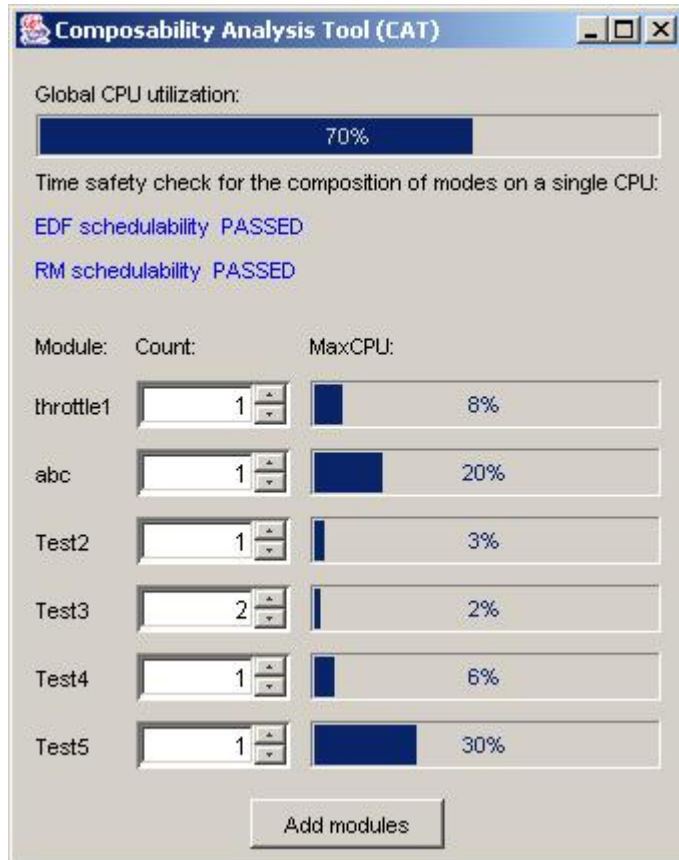 Composability Analysis Tool (CAT)
Global CPU utilization:
70%
Time safety check for the composition of modes on a single CPU:
EDF schedulability PASSED
RM schedulability PASSED
Module: Count: MaxCPU:
throttle1 1 8%
abc 1 20%
Test2 1 3%
Test3 2 2%
Test4 1 6%
Test5 1 30%
Add modules